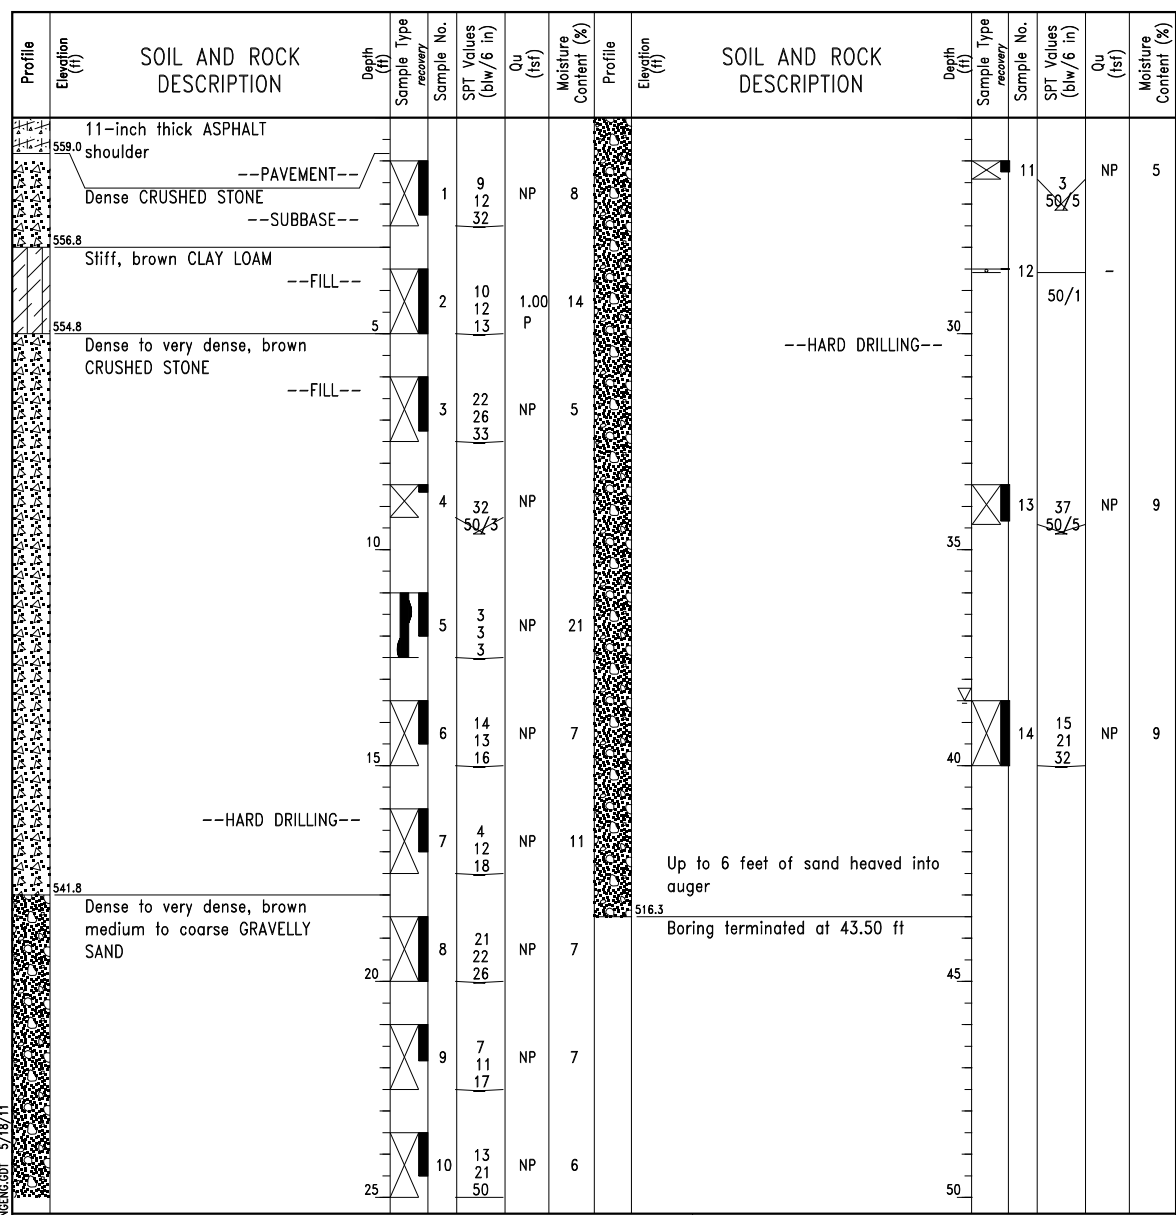 Profile
Elevation (ft)
SOIL AND ROCK
DESCRIPTION
Depth (ft)
Sample Type
recovery
Sample No.
SPT Values
(blw/6 in)
Qu
(tsf)
Moisture
Content (%)
Profile
Elevation (ft)
SOIL AND ROCK
DESCRIPTION
Depth (ft)
Sample Type
recovery
Sample No.
SPT Values
(blw/6 in)
Qu
(tsf)
Moisture
Content (%)
11-inch thick ASPHALT
559.0
shoulder
--PAVEMENT--
Dense CRUSHED STONE
--SUBBASE--
1
9
12
32
NP
8
556.8
Stiff, brown CLAY LOAM
--FILL--
2
10
12
13
1.00
P
14
554.8
5
Dense to very dense, brown
CRUSHED STONE
--FILL--
3
22
26
33
NP
5
4
32
50/3
NP
10
5
3
3
3
NP
21
6
14
13
16
NP
7
15
--HARD DRILLING--
7
4
12
18
NP
11
541.8
Dense to very dense, brown
medium to coarse GRAVELLY
SAND
8
21
22
26
NP
7
20
9
7
11
17
NP
7
10
13
21
50
NP
6
25
11
3
50/5
NP
5
12
50/1
-
30
--HARD DRILLING--
13
37
50/5
NP
9
35
14
15
21
32
NP
9
40
Up to 6 feet of sand heaved into
auger
516.3
Boring terminated at 43.50 ft
45
50
NGENG.GDT 5/18/11